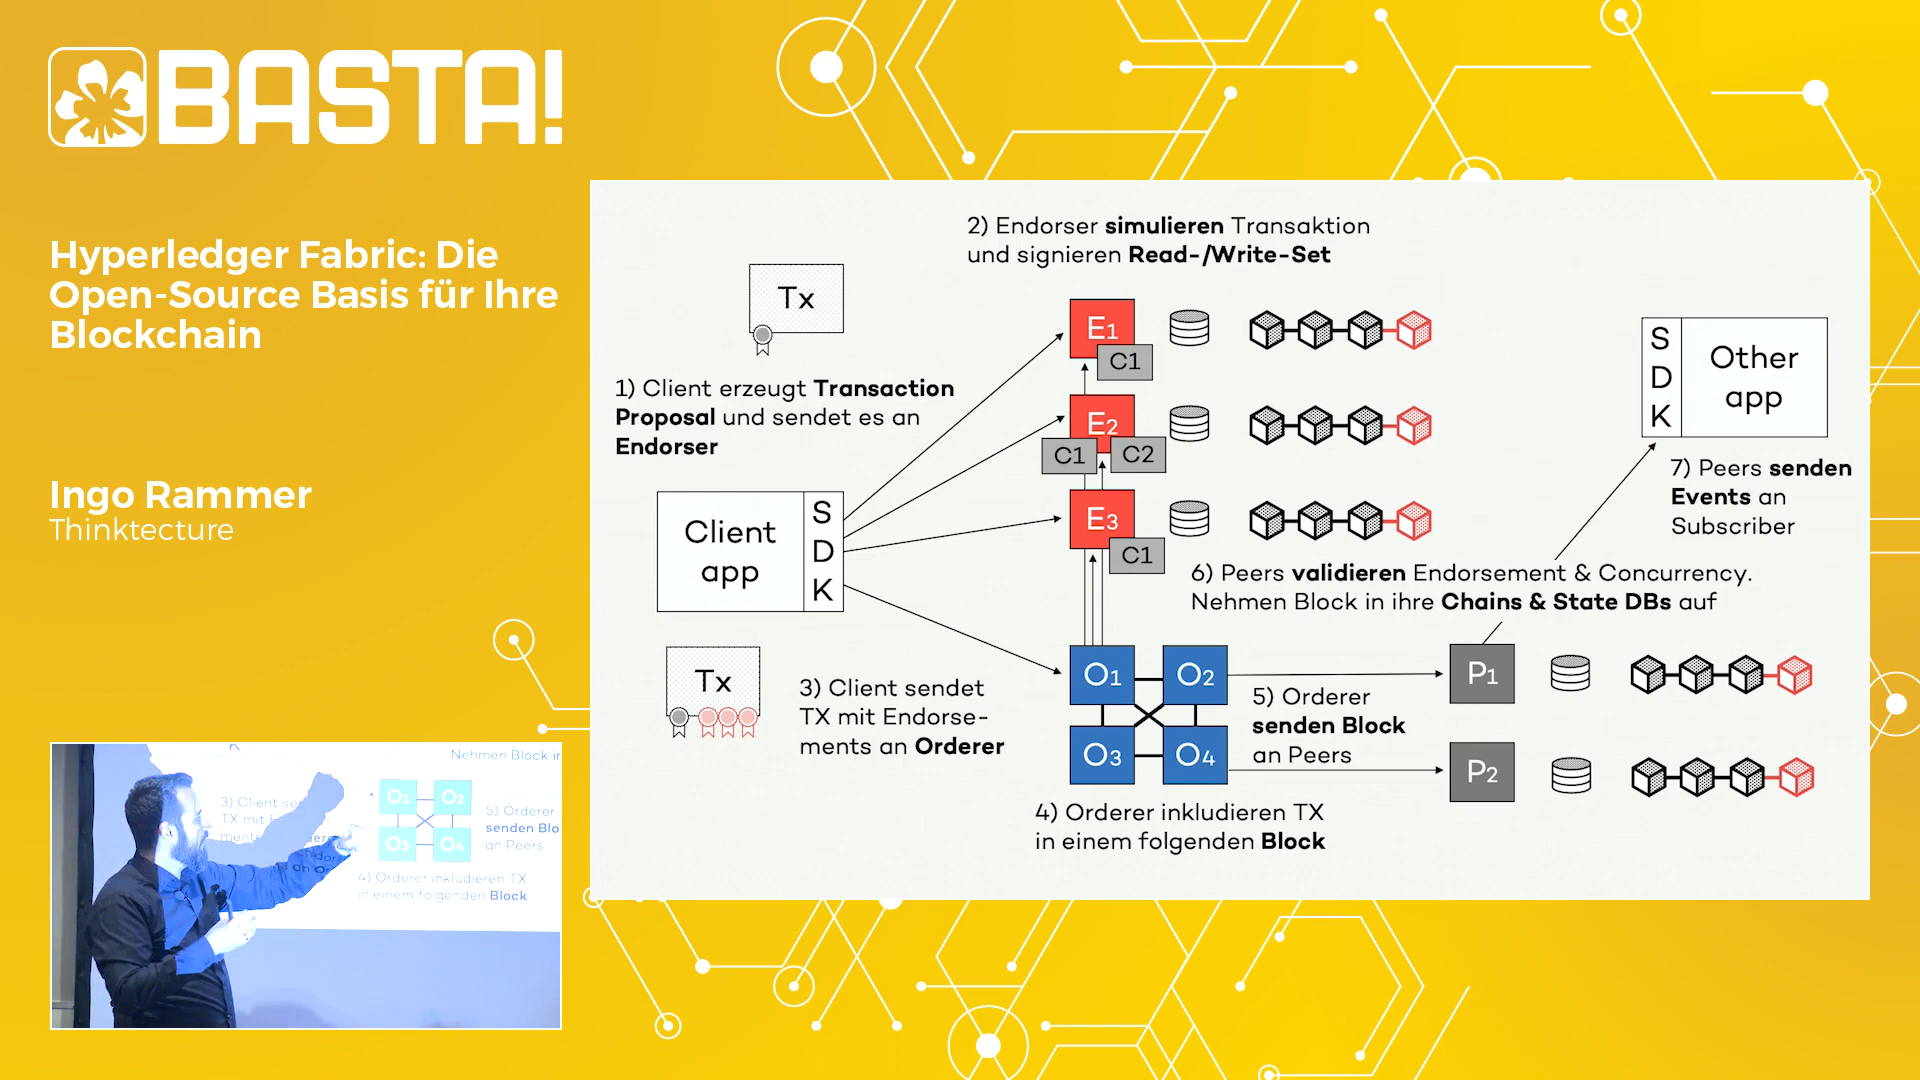 BASTA!
Hyperledger Fabric: Die
Open-Source Basis für Ihre
Blockchain
Ingo Rammer
Thinktecture
2) Endorser simulieren Transaktion
und signieren Read-/Write-Set
Tx
1) Client erzeugt Transaction
Proposal und sendet es an
Endorser
Client
app
SDK
E1
C1
E2
C1
C2
E3
C1
SDK
Other
app
7) Peers senden
Events an
Subscriber
6) Peers validieren Endorsement & Concurrency.
Nehmen Block in ihre Chains & State DBs auf
Tx
3) Client sendet
TX mit Endorse-
ments an Orderer
O1
O2
O3
O4
5) Orderer
senden Block
an Peers
P1
P2
4) Orderer inkludieren TX
in einem folgenden Block
Nehmen Block in
3) Client
TX mit
O1
O2
O3
O4
5) Orderer
senden Blo
an Peers
4) Orderer inkludieren TX
in einem folgenden Block